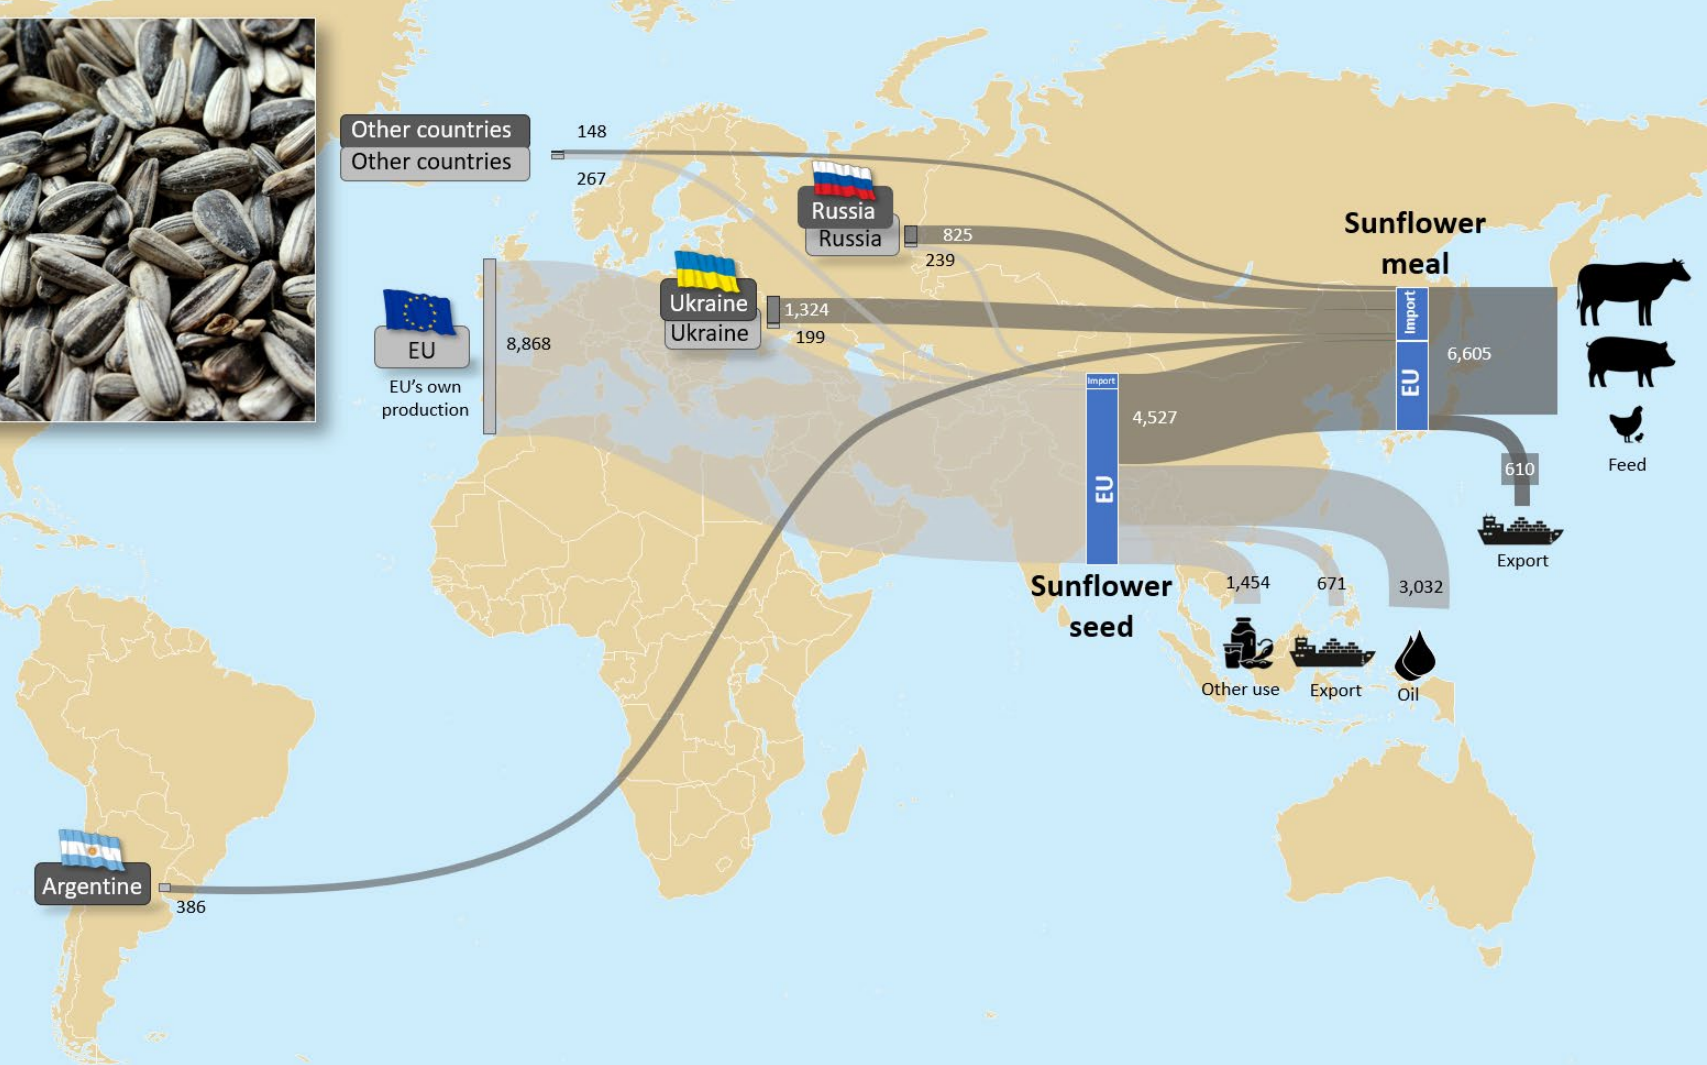 Other countries
148
Other countries
267
Russia
Russia
825
239
Ukraine
Ukraine
1,324
199
EU
8,868
EU's own
production
Argentine
386
Sunflower
meal
Import
EU
6,605
Feed
610
Export
Import
EU
4,527
Sunflower
seed
1,454
671
3,032
Other use
Export
Oil